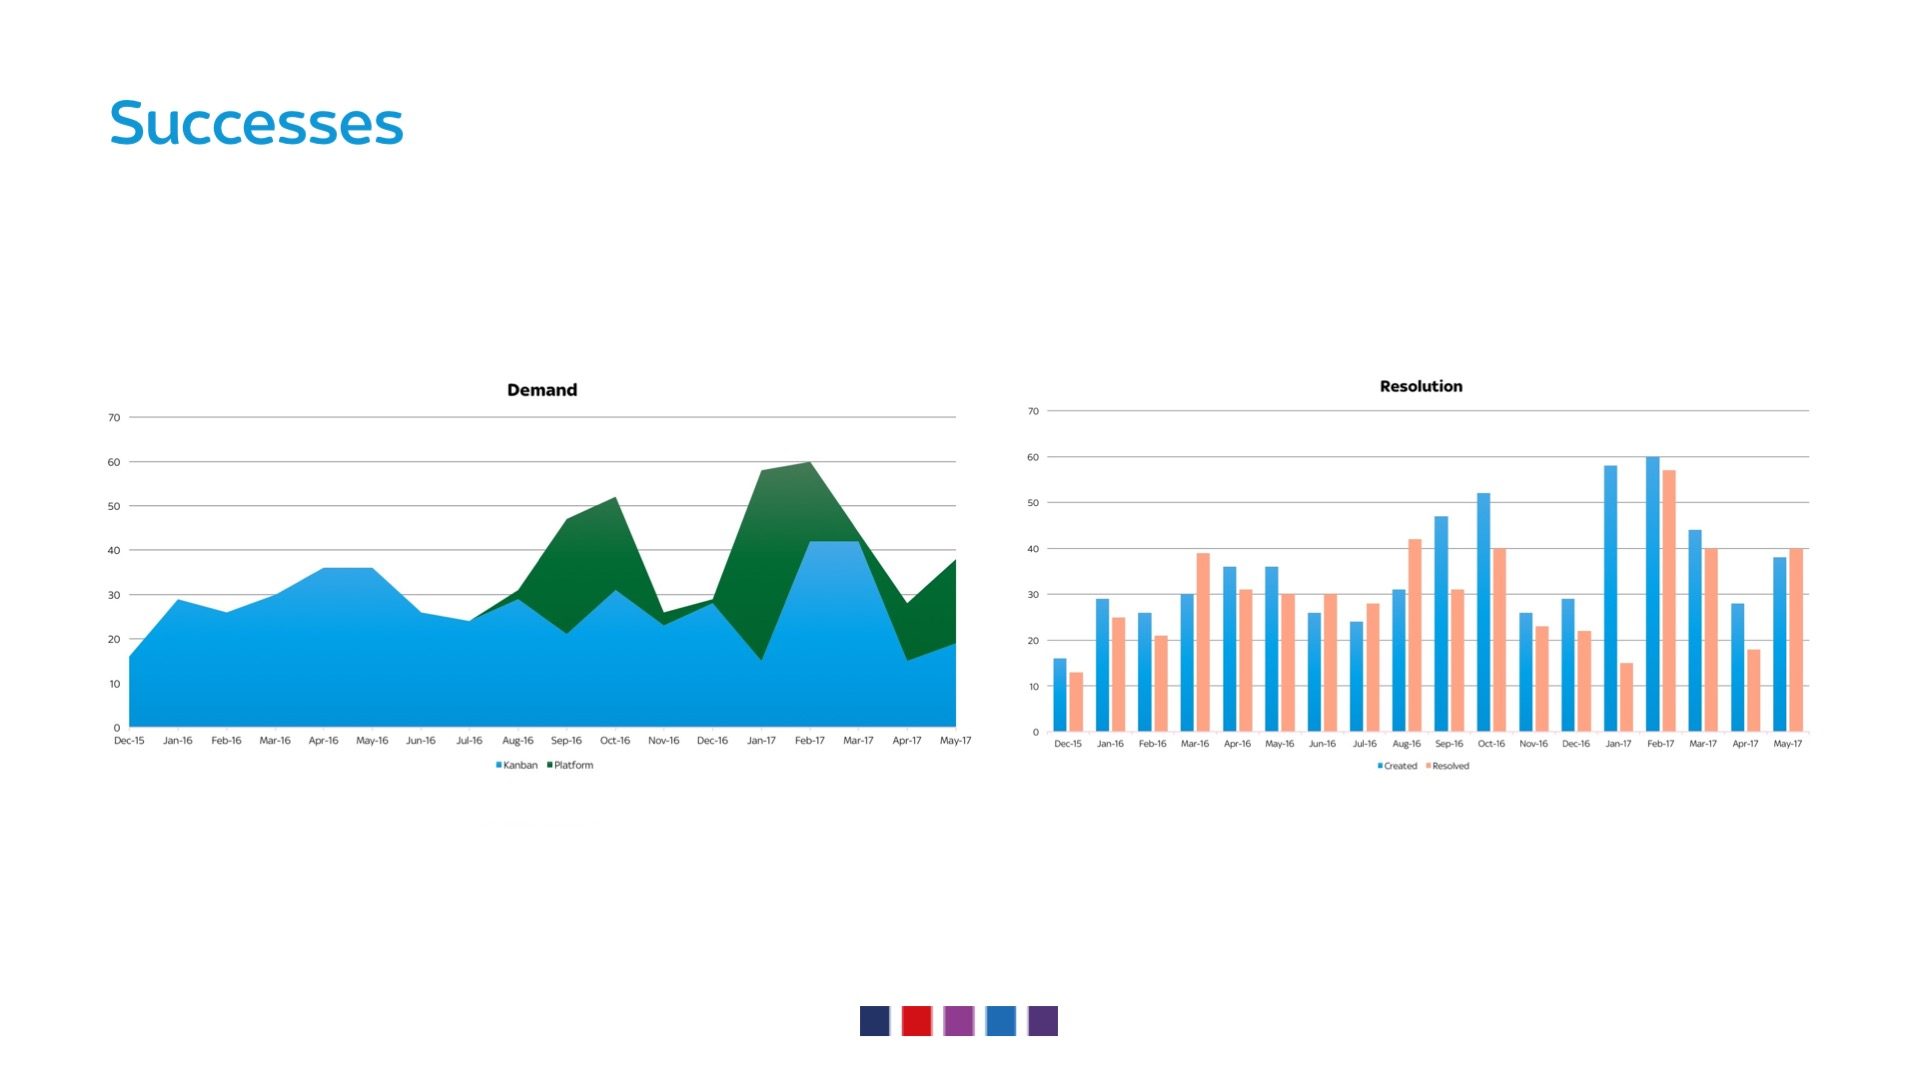 Successes
Demand
70
60
50
40
30
20
10
0
Dec-15 Jan-16 Feb-16 Mar-16 Apr-16 May-16 Jun-16 Jul-16 Aug-16 Sep-16 Oct-16 Nov-16 Dec-16 Jan-17 Feb-17 Mar-17 Apr-17 May-17
Kanban Platform
Resolution
70
60
50
40
30
20
10
0
Dec-15 Jan-16 Feb-16 Mar-16 Apr-16 May-16 Jun-16 Jul-16 Aug-16 Sep-16 Oct-16 Nov-16 Dec-16 Jan-17 Feb-17 Mar-17 Apr-17 May-17
Created Resolved